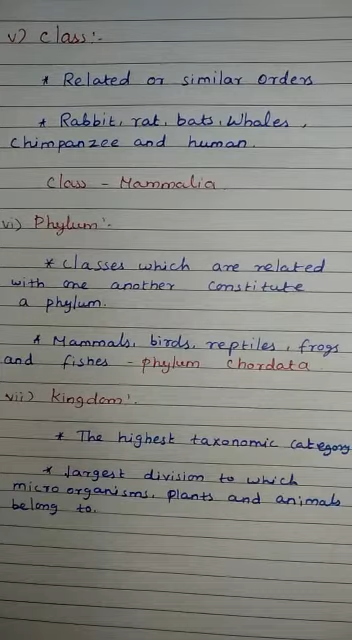 v) Class:-
* Related or similar orders
* Rabbit, rat, bats, Whales,
Chimpanzee and human.
Class - Mammalia
vi) Phylum:-
* classes which are related
with one another constitute
a phylum.
* Mammals, birds, reptiles, frogs
and fishes - phylum chordata
vii) Kingdom:-
* The highest taxonomic category
* largest division to which
micro organisms, plants and animals
belong to.